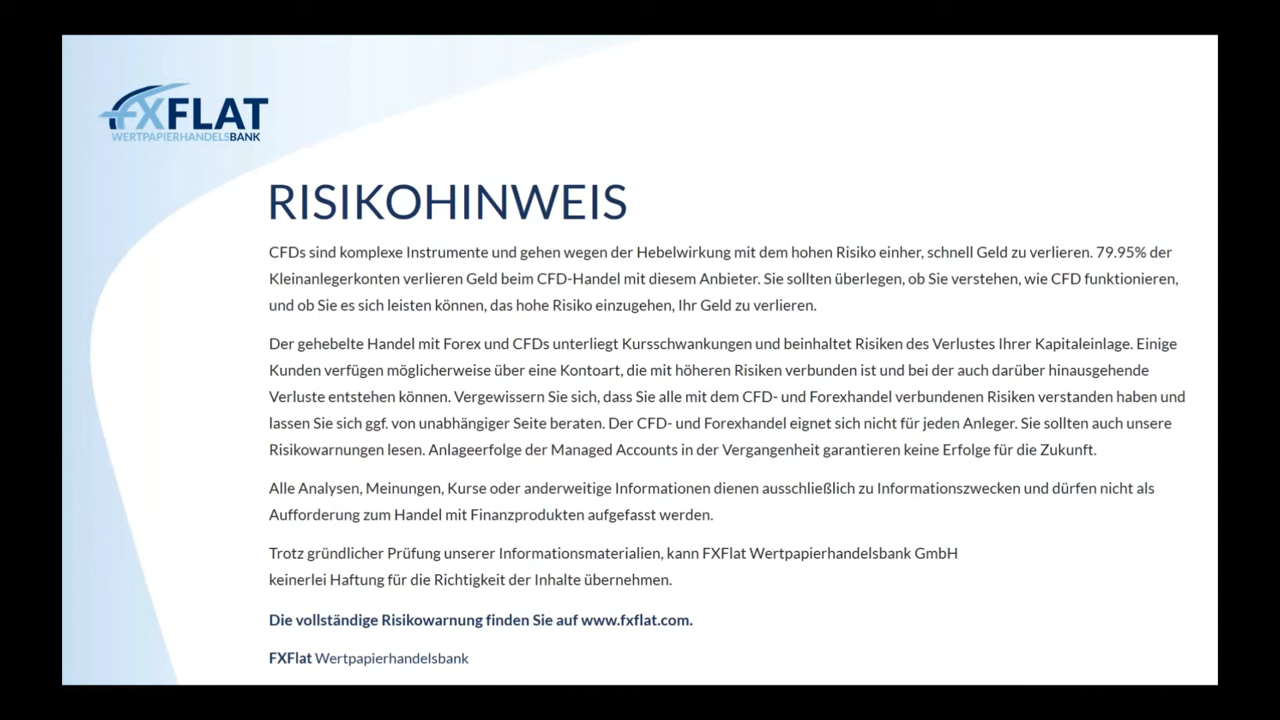 FXFLAT
WERTPAPIERHANDELSBANK
RISIKOHINWEIS
CFDs sind komplexe Instrumente und gehen wegen der Hebelwirkung mit dem hohen Risiko einher, schnell Geld zu verlieren. 79.95% der
Kleinanlegerkonten verlieren Geld beim CFD-Handel mit diesem Anbieter. Sie sollten überlegen, ob Sie verstehen, wie CFD funktionieren,
und ob Sie es sich leisten können, das hohe Risiko einzugehen, Ihr Geld zu verlieren.
Der gehebelte Handel mit Forex und CFDs unterliegt Kursschwankungen und beinhaltet Risiken des Verlustes Ihrer Kapitaleinlage. Einige
Kunden verfügen möglicherweise über eine Kontoart, die mit höheren Risiken verbunden ist und bei der auch darüber hinausgehende
Verluste entstehen können. Vergewissern Sie sich, dass Sie alle mit dem CFD- und Forexhandel verbundenen Risiken verstanden haben und
lassen Sie sich ggf. von unabhängiger Seite beraten. Der CFD- und Forexhandel eignet sich nicht für jeden Anleger. Sie sollten auch unsere
Risikowarnungen lesen. Anlageerfolge der Managed Accounts in der Vergangenheit garantieren keine Erfolge für die Zukunft.
Alle Analysen, Meinungen, Kurse oder anderweitige Informationen dienen ausschließlich zu Informationszwecken und dürfen nicht als
Aufforderung zum Handel mit Finanzprodukten aufgefasst werden.
Trotz gründlicher Prüfung unserer Informationsmaterialien, kann FXFlat Wertpapierhandelsbank GmbH
keinerlei Haftung für die Richtigkeit der Inhalte übernehmen.
Die vollständige Risikowarnung finden Sie auf www.fxflat.com.
FXFlat Wertpapierhandelsbank